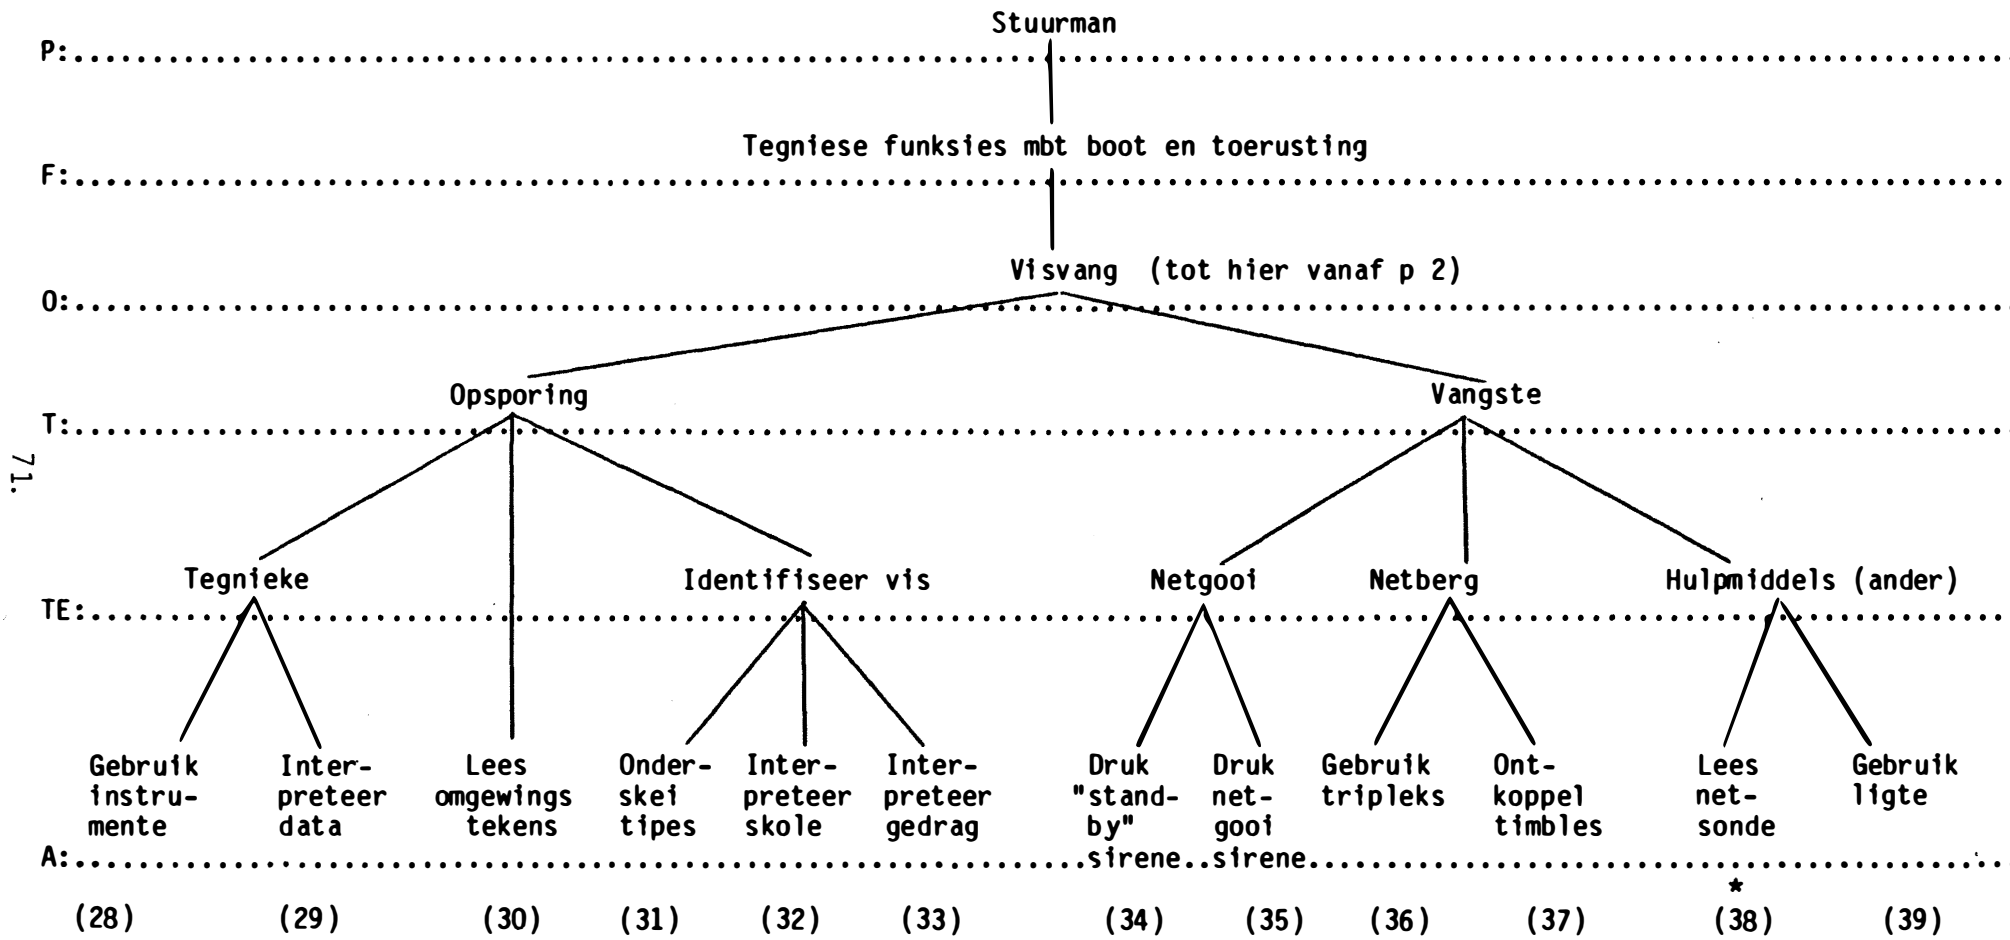 Stuurman
P:
Tegniese funksies mbt boot en toerusting
F:
Visvang (tot hier vanaf p 2)
O:
Opsporing Vangste
T:
71.
Tegnieke Identifiseer vis Netgooi Netberg Hulpmiddels (ander)
TE:
Gebruik Inter- Lees Onder- Inter- Inter- Druk Druk Gebruik Ont- Lees Gebruik
instru- preteer omgewings skei preteer preteer "stand- net- tripleks koppel net- ligte
mente data tekens tipes skole gedrag by" gooi timbles sonde
A: sirene sirene
*
(28) (29) (30) (31) (32) (33) (34) (35) (36) (37) (38) (39)